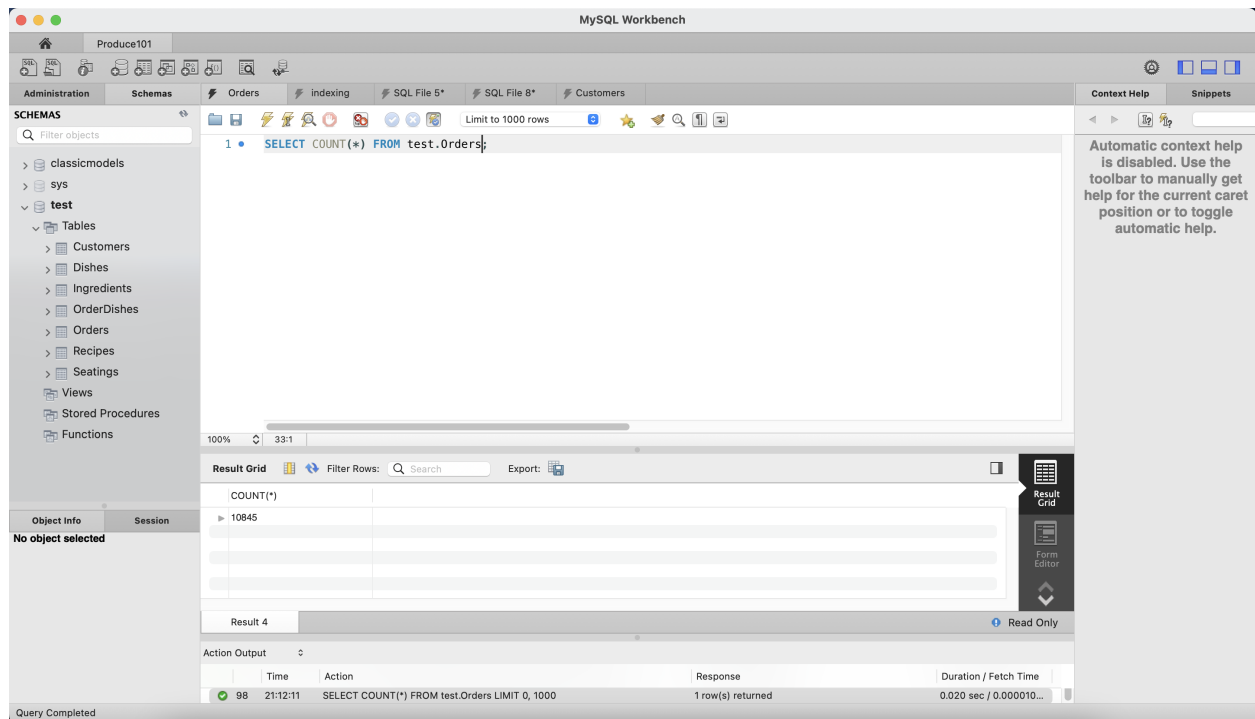 MySQL Workbench
Produce101
Administration Schemas
Orders indexing SQL File 5* SQL File 8* Customers
Context Help Snippets
SCHEMAS
Filter objects
classicmodels
sys
test
Tables
Customers
Dishes
Ingredients
OrderDishes
Orders
Recipes
Seatings
Views
Stored Procedures
Functions
Limit to 1000 rows
1 SELECT COUNT(*) FROM test.Orders;
100% 33:1
Automatic context help
is disabled. Use the
toolbar to manually get
help for the current caret
position or to toggle
automatic help.
Object Info Session
No object selected
Result Grid Filter Rows: Search Export:
COUNT(*)
10845
Result
Grid
Form
Editor
Result 4 Read Only
Action Output
Time Action Response Duration / Fetch Time
98 21:12:11 SELECT COUNT(*) FROM test.Orders LIMIT 0, 1000 1 row(s) returned 0.020 sec / 0.000010...
Query Completed